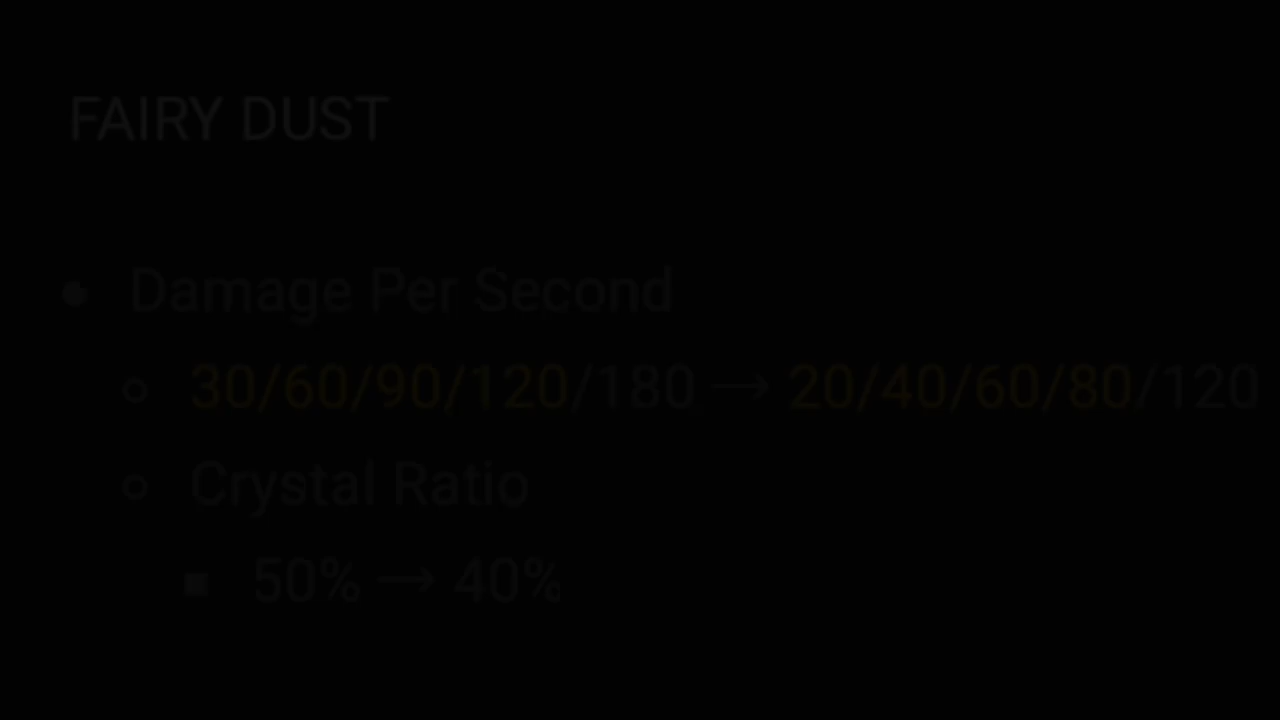 FAIRY DUST
Damage Per Second
30/60/90/120/180 → 20/40/60/80/120
Crystal Ratio
50% → 40%